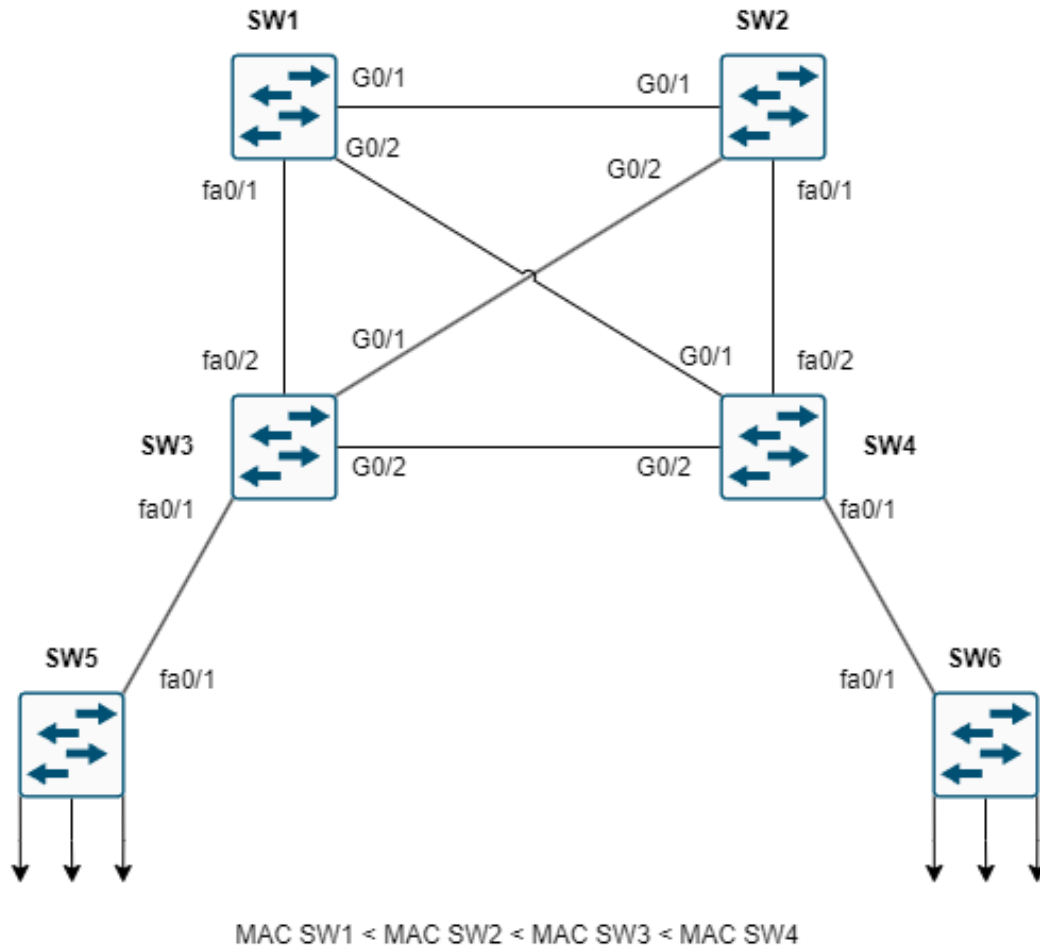 SW1
SW2
G0/1
G0/1
G0/2
G0/2
fa0/1
fa0/1
G0/1
G0/1
fa0/2
fa0/2
SW3
SW4
G0/2
G0/2
fa0/1
fa0/1
SW5
SW6
fa0/1
fa0/1
MAC SW1 < MAC SW2 < MAC SW3 < MAC SW4